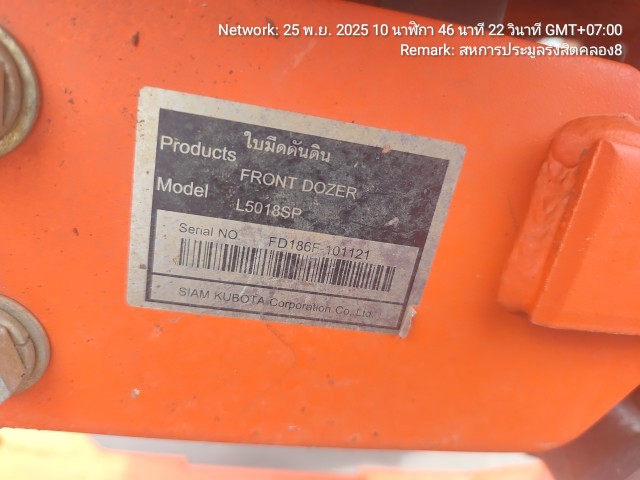 Network: 25 พ.ย. 2025 10 นาฬิกา 46 นาที 22 วินาที GMT+07:00
Remark: สหการประมูลรังสิตคลอง8
Products ใบมีดดันดิน
FRONT DOZER
Model L5018SP
Serial NO. FD186F-101121
SIAM KUBOTA Corporation Co.,Ltd.